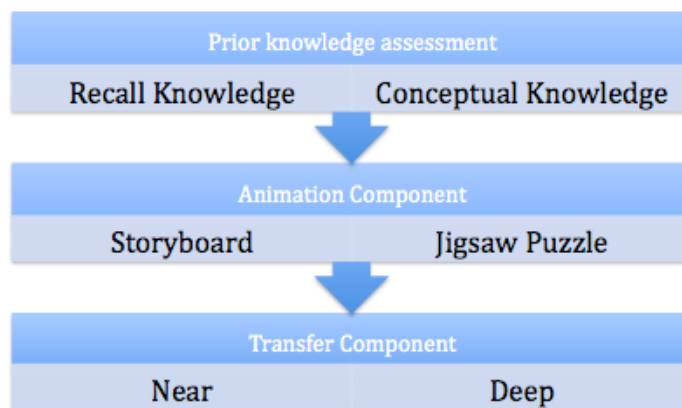 Prior knowledge assessment
Recall Knowledge Conceptual Knowledge
Animation Component
Storyboard Jigsaw Puzzle
Transfer Component
Near Deep